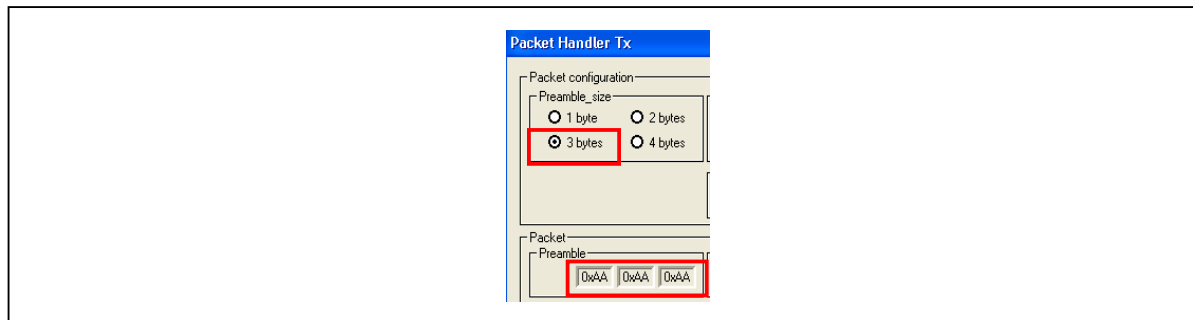 Packet Handler Tx
Packet configuration
Preamble_size
1 byte 2 bytes
3 bytes 4 bytes
Packet
Preamble
0xAA 0xAA 0xAA